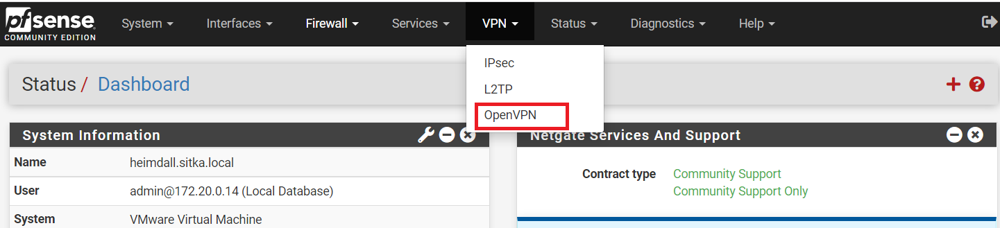 pfsense
COMMUNITY EDITION
System Interfaces Firewall Services VPN Status Diagnostics Help
IPsec
L2TP
OpenVPN
Status / Dashboard
System Information
Name heimdall.sitka.local
User admin@172.20.0.14 (Local Database)
System VMware Virtual Machine
Netgate Services And Support
Contract type Community Support
Community Support Only